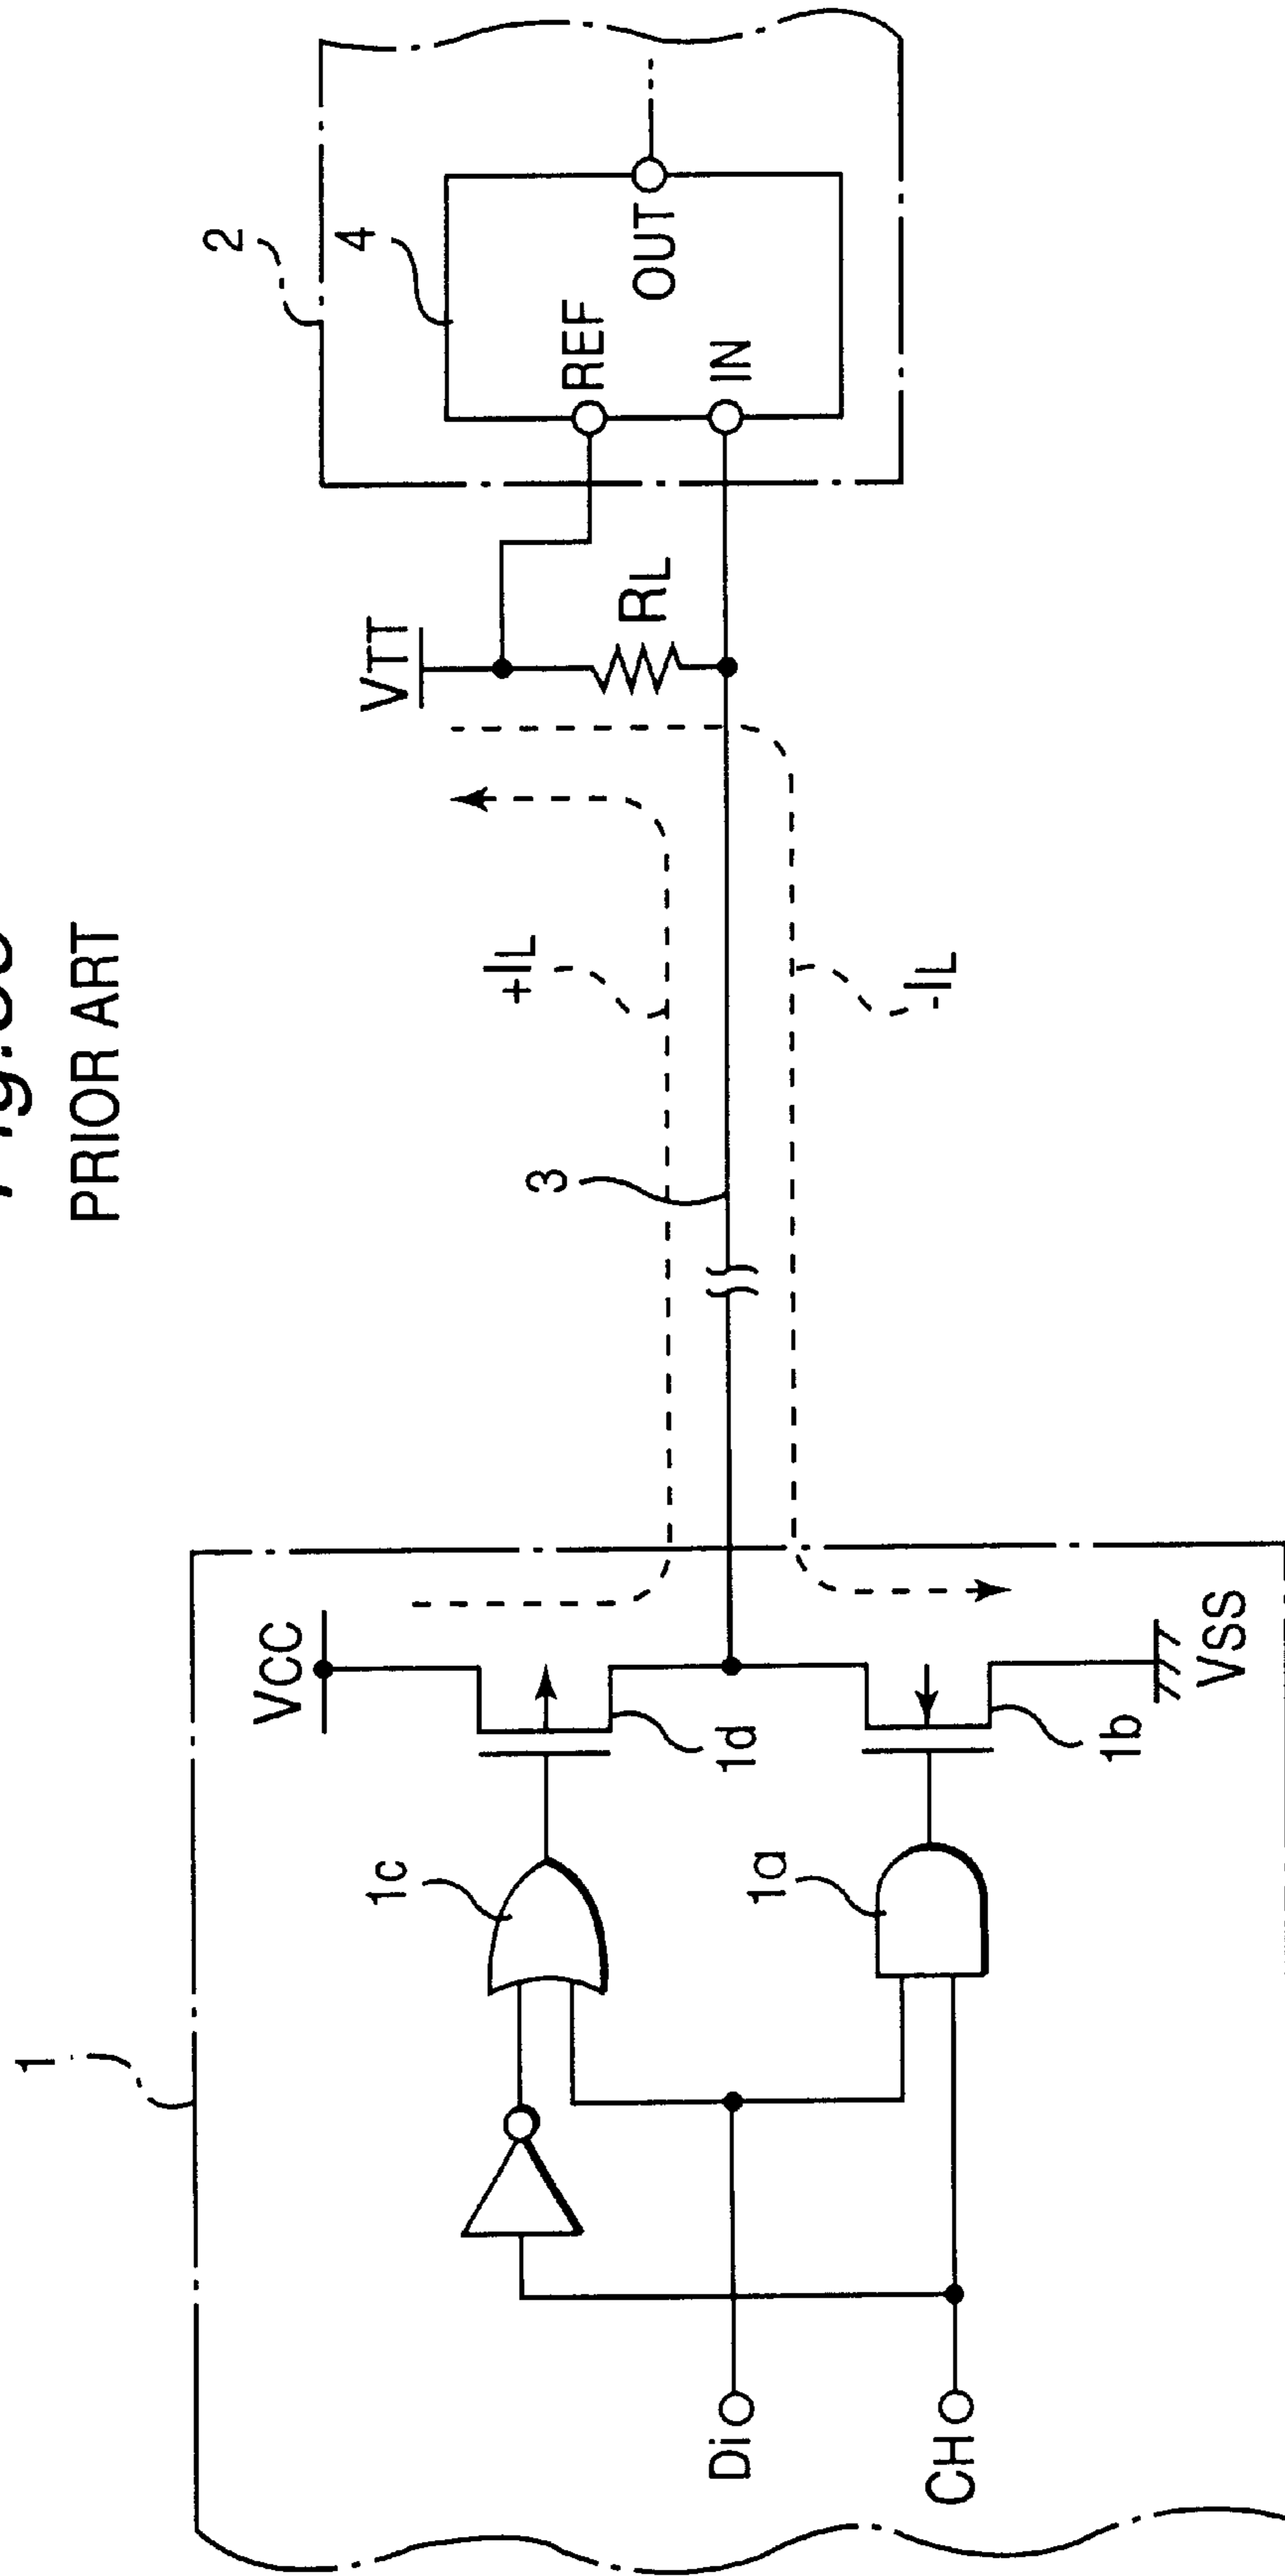 PRIOR ART
1
VCC
1c
1d
1a
1b
VSS
Di
CH
3
+IL
-IL
VTT
RL
2
4
REF
IN
OUT